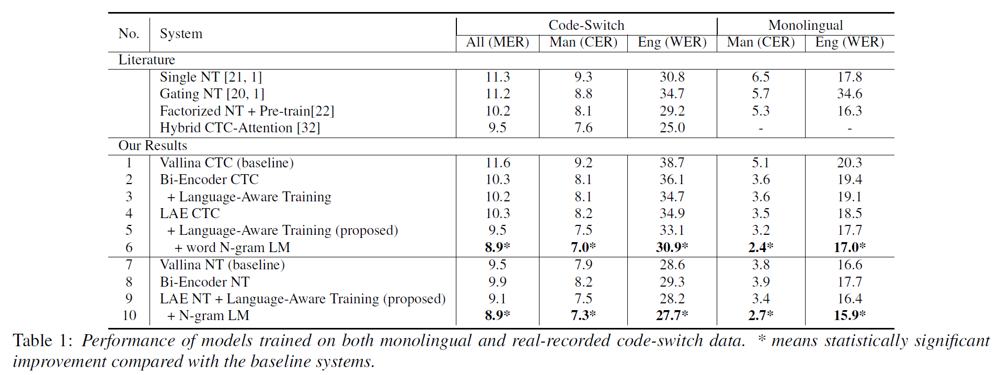 No. System Code-Switch Monolingual
All (MER) Man (CER) Eng (WER) Man (CER) Eng (WER)
Literature
Single NT [21, 1] 11.3 9.3 30.8 6.5 17.8
Gating NT [20, 1] 11.2 8.8 34.7 5.7 34.6
Factorized NT + Pre-train[22] 10.2 8.1 29.2 5.3 16.3
Hybrid CTC-Attention [32] 9.5 7.6 25.0 - -
Our Results
1 Vallina CTC (baseline) 11.6 9.2 38.7 5.1 20.3
2 Bi-Encoder CTC 10.3 8.1 36.1 3.6 19.4
3 + Language-Aware Training 10.2 8.1 34.7 3.6 19.1
4 LAE CTC 10.3 8.2 34.9 3.5 18.5
5 + Language-Aware Training (proposed) 9.5 7.5 33.1 3.2 17.7
6 + word N-gram LM 8.9* 7.0* 30.9* 2.4* 17.0*
7 Vallina NT (baseline) 9.5 7.9 28.6 3.8 16.6
8 Bi-Encoder NT 9.9 8.2 29.3 3.9 17.7
9 LAE NT + Language-Aware Training (proposed) 9.1 7.5 28.2 3.4 16.4
10 + N-gram LM 8.9* 7.3* 27.7* 2.7* 15.9*
Table 1: Performance of models trained on both monolingual and real-recorded code-switch data. * means statistically significant
improvement compared with the baseline systems.